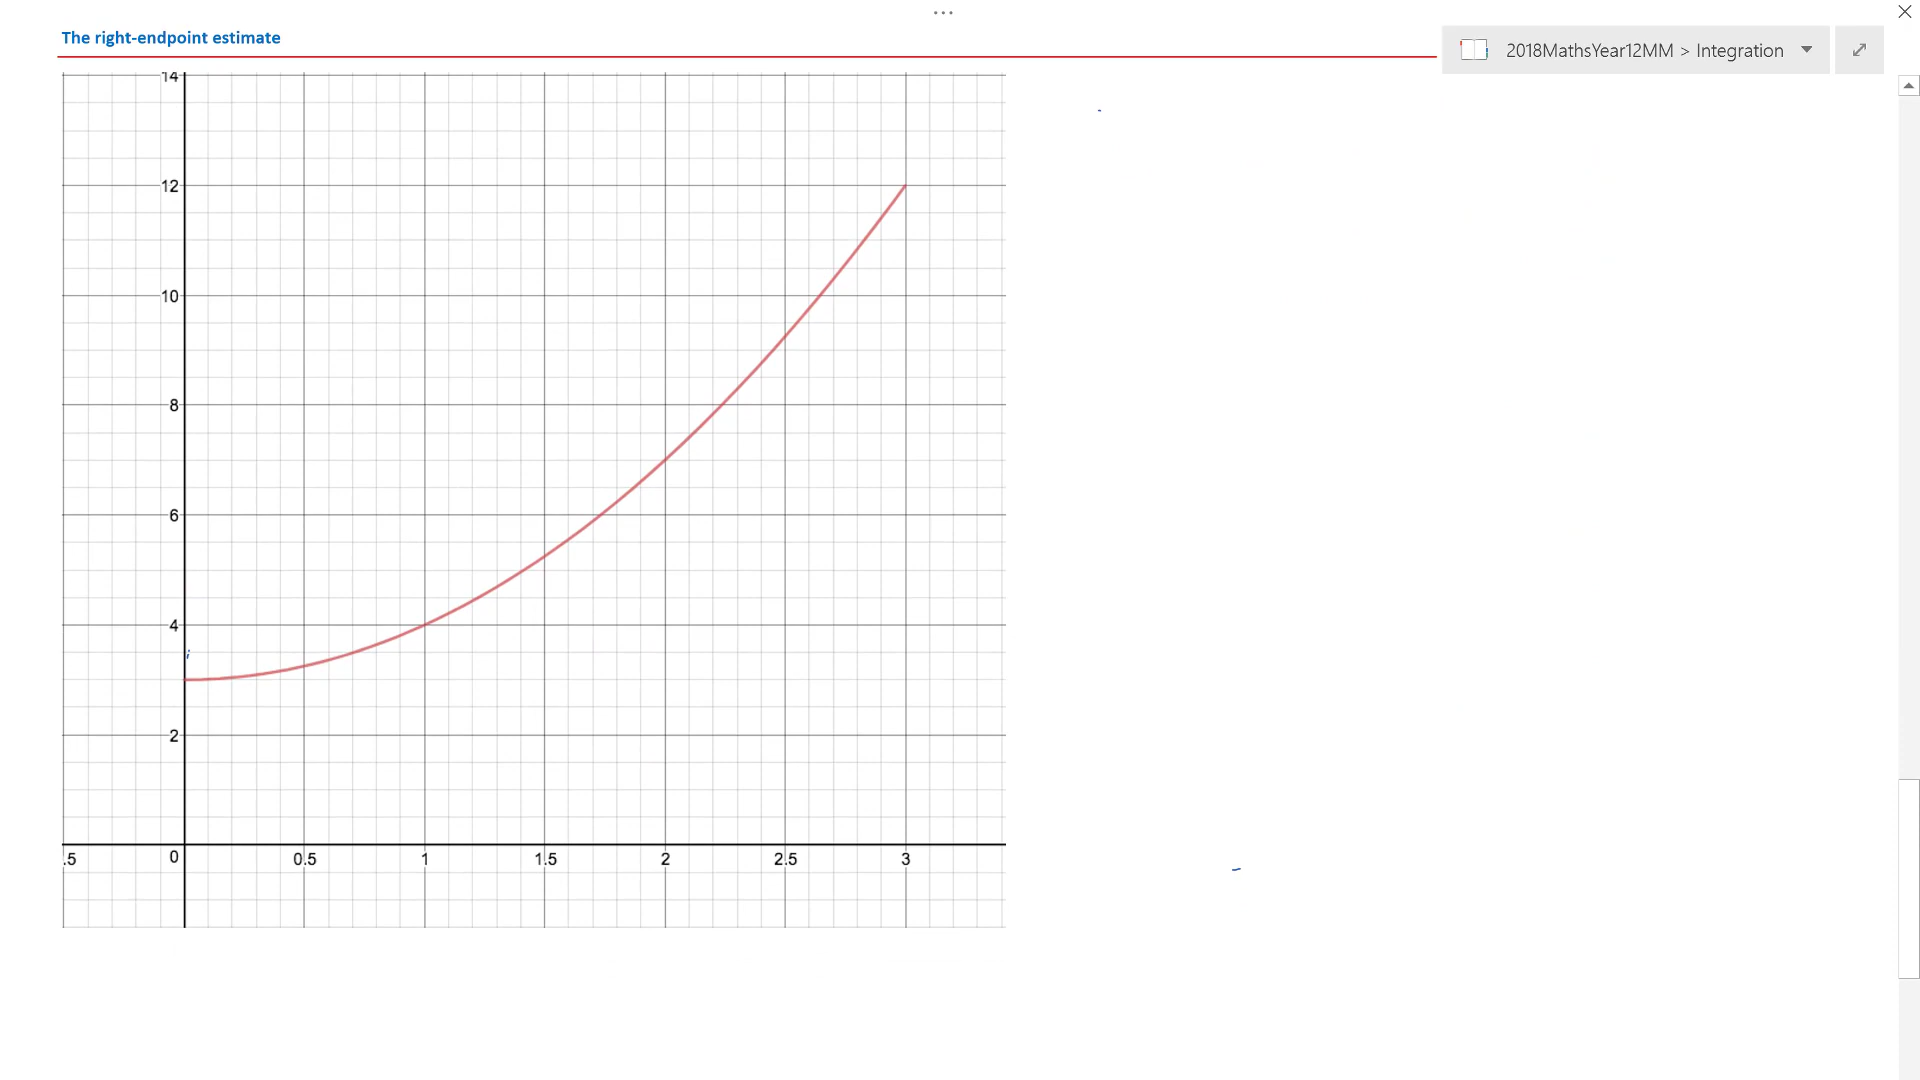 The right-endpoint estimate
2018MathsYear12MM > Integration
14
12
10
8
6
4
2
.5 0 0.5 1 1.5 2 2.5 3